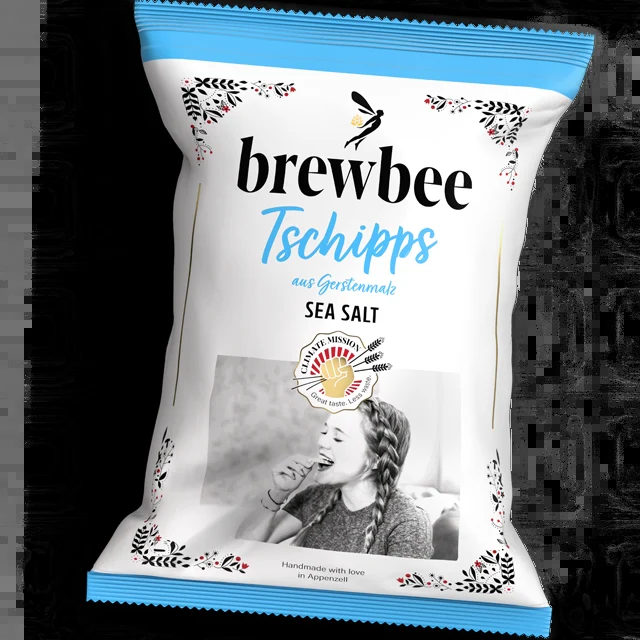 brewbee
Tschipps
aus Gerstenmalz
SEA SALT
CLIMATE MISSION
Great taste. Less waste.
Handmade with love
in Appenzell